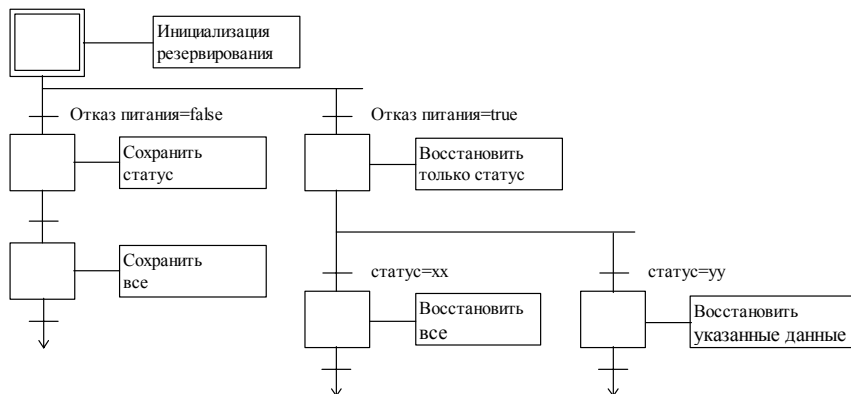 Инициализация
резервирования
Отказ питания=false
Отказ питания=true
Сохранить
статус
Восстановить
только статус
Сохранить
все
статус=xx
статус=yy
Восстановить
все
Восстановить
указанные данные